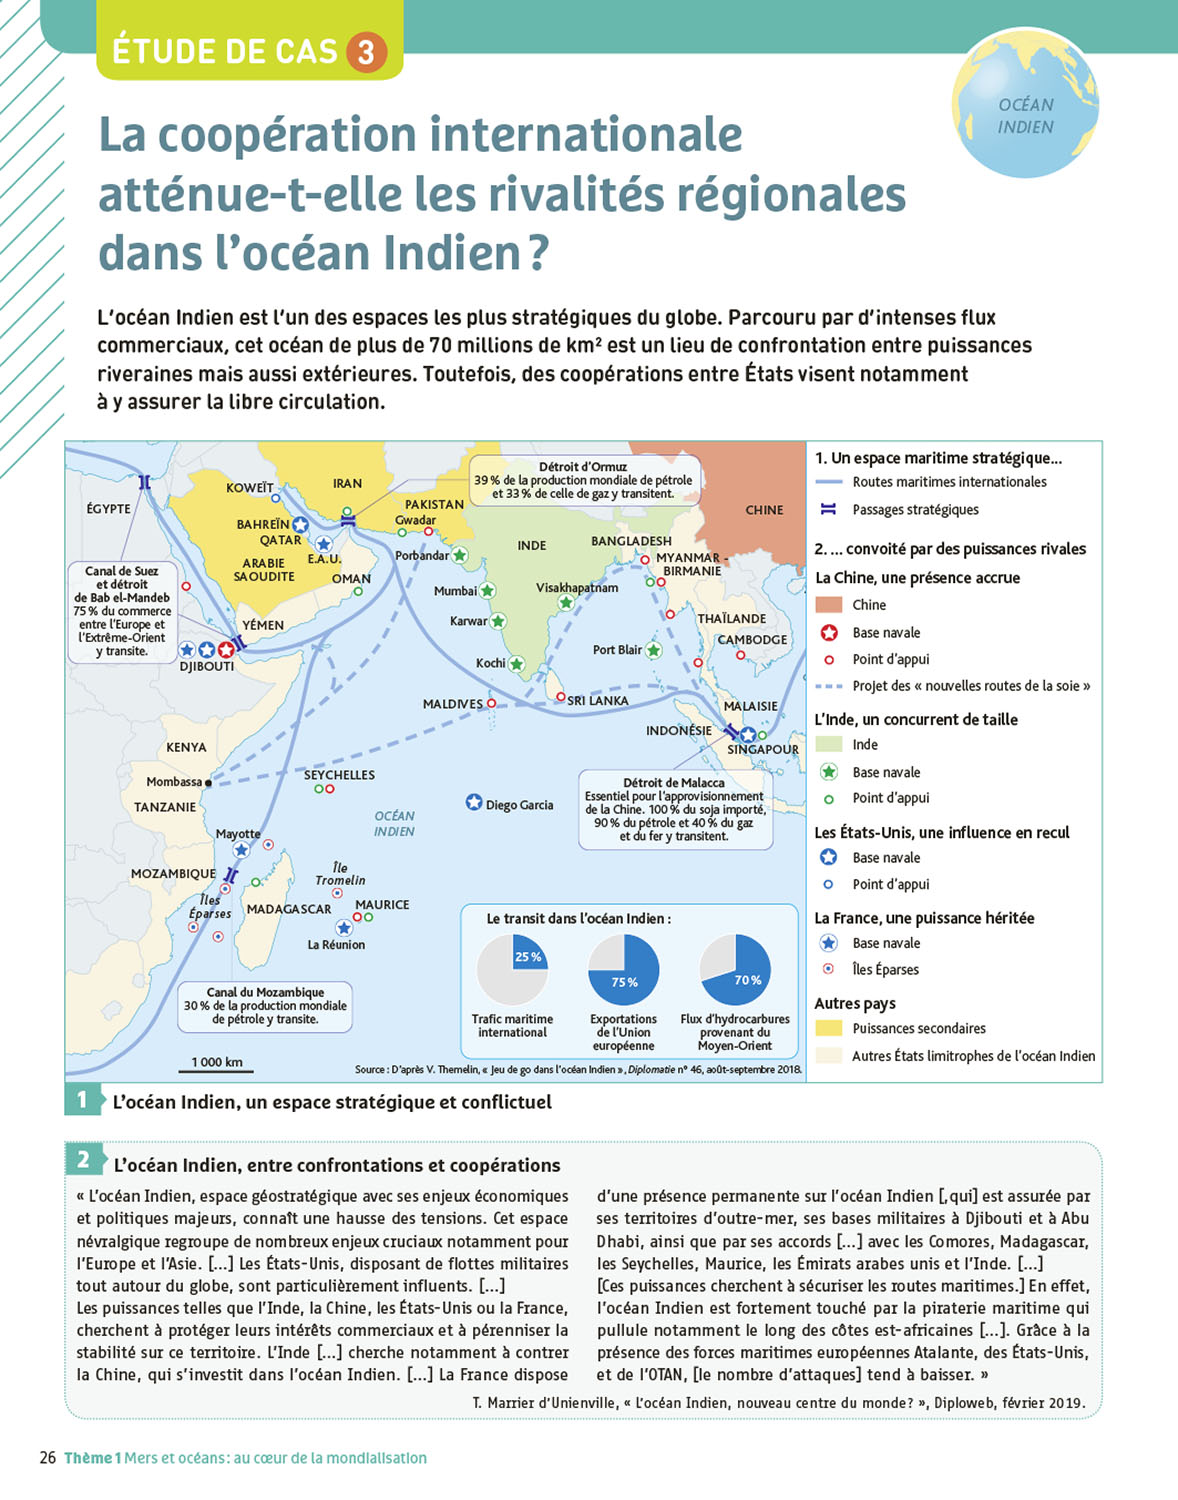 ÉTUDE DE CAS 3
OCÉAN
INDIEN
La coopération internationale
atténue-t-elle les rivalités régionales
dans l'océan Indien ?
L'océan Indien est l'un des espaces les plus stratégiques du globe. Parcouru par d'intenses flux
commerciaux, cet océan de plus de 70 millions de km² est un lieu de confrontation entre puissances
riveraines mais aussi extérieures. Toutefois, des coopérations entre États visent notamment
à y assurer la libre circulation.
ÉGYPTE
KOWEÏT
IRAN
BAHREÏN
QATAR
E.A.U.
ARABIE
SAOUDITE
OMAN
YÉMEN
DJIBOUTI
PAKISTAN
Gwadar
Détroit d'Ormuz
39 % de la production mondiale de pétrole
et 33 % de celle de gaz y transitent.
Canal de Suez
et détroit
de Bab el-Mandeb
75 % du commerce
entre l'Europe et
l'Extrême-Orient
y transite.
CHINE
INDE
BANGLADESH
MYANMAR -
BIRMANIE
Porbandar
Mumbai
Visakhapatnam
Karwar
Kochi
Port Blair
THAÏLANDE
CAMBODGE
MALDIVES
SRI LANKA
MALAISIE
INDONÉSIE
SINGAPOUR
KENYA
Mombassa
TANZANIE
SEYCHELLES
OCÉAN
INDIEN
Diego Garcia
Détroit de Malacca
Essentiel pour l'approvisionnement
de la Chine. 100 % du soja importé,
90 % du pétrole et 40 % du gaz
et du fer y transitent.
Mayotte
MOZAMBIQUE
Îles
Éparses
Île
Tromelin
MADAGASCAR
MAURICE
La Réunion
Canal du Mozambique
30 % de la production mondiale
de pétrole y transite.
1 000 km
Le transit dans l'océan Indien :
25 %
75 %
70 %
Trafic maritime
international
Exportations
de l'Union
européenne
Flux d'hydrocarbures
provenant du
Moyen-Orient
Source : D'après V. Themelin, « Jeu de go dans l'océan Indien », Diplomatie n° 46, août-septembre 2018.
1. Un espace maritime stratégique...
Routes maritimes internationales
Passages stratégiques
2. ... convoité par des puissances rivales
La Chine, une présence accrue
Chine
Base navale
Point d'appui
Projet des « nouvelles routes de la soie »
L'Inde, un concurrent de taille
Inde
Base navale
Point d'appui
Les États-Unis, une influence en recul
Base navale
Point d'appui
La France, une puissance héritée
Base navale
Îles Éparses
Autres pays
Puissances secondaires
Autres États limitrophes de l'océan Indien
1 L'océan Indien, un espace stratégique et conflictuel
2 L'océan Indien, entre confrontations et coopérations
« L'océan Indien, espace géostratégique avec ses enjeux économiques
et politiques majeurs, connaît une hausse des tensions. Cet espace
névralgique regroupe de nombreux enjeux cruciaux notamment pour
l'Europe et l'Asie. [...] Les États-Unis, disposant de flottes militaires
tout autour du globe, sont particulièrement influents. [...]
Les puissances telles que l'Inde, la Chine, les États-Unis ou la France,
cherchent à protéger leurs intérêts commerciaux et à pérenniser la
stabilité sur ce territoire. L'Inde [...] cherche notamment à contrer
la Chine, qui s'investit dans l'océan Indien. [...] La France dispose
d'une présence permanente sur l'océan Indien [,qui] est assurée par
ses territoires d'outre-mer, ses bases militaires à Djibouti et à Abu
Dhabi, ainsi que par ses accords [...] avec les Comores, Madagascar,
les Seychelles, Maurice, les Émirats arabes unis et l'Inde. [...]
[Ces puissances cherchent à sécuriser les routes maritimes.] En effet,
l'océan Indien est fortement touché par la piraterie maritime qui
pullule notamment le long des côtes est-africaines [...]. Grâce à la
présence des forces maritimes européennes Atalante, des États-Unis,
et de l'OTAN, [le nombre d'attaques] tend à baisser. »
T. Marrier d'Unienville, « L'océan Indien, nouveau centre du monde? », Diploweb, février 2019.
26 Thème 1 Mers et océans : au cœur de la mondialisation